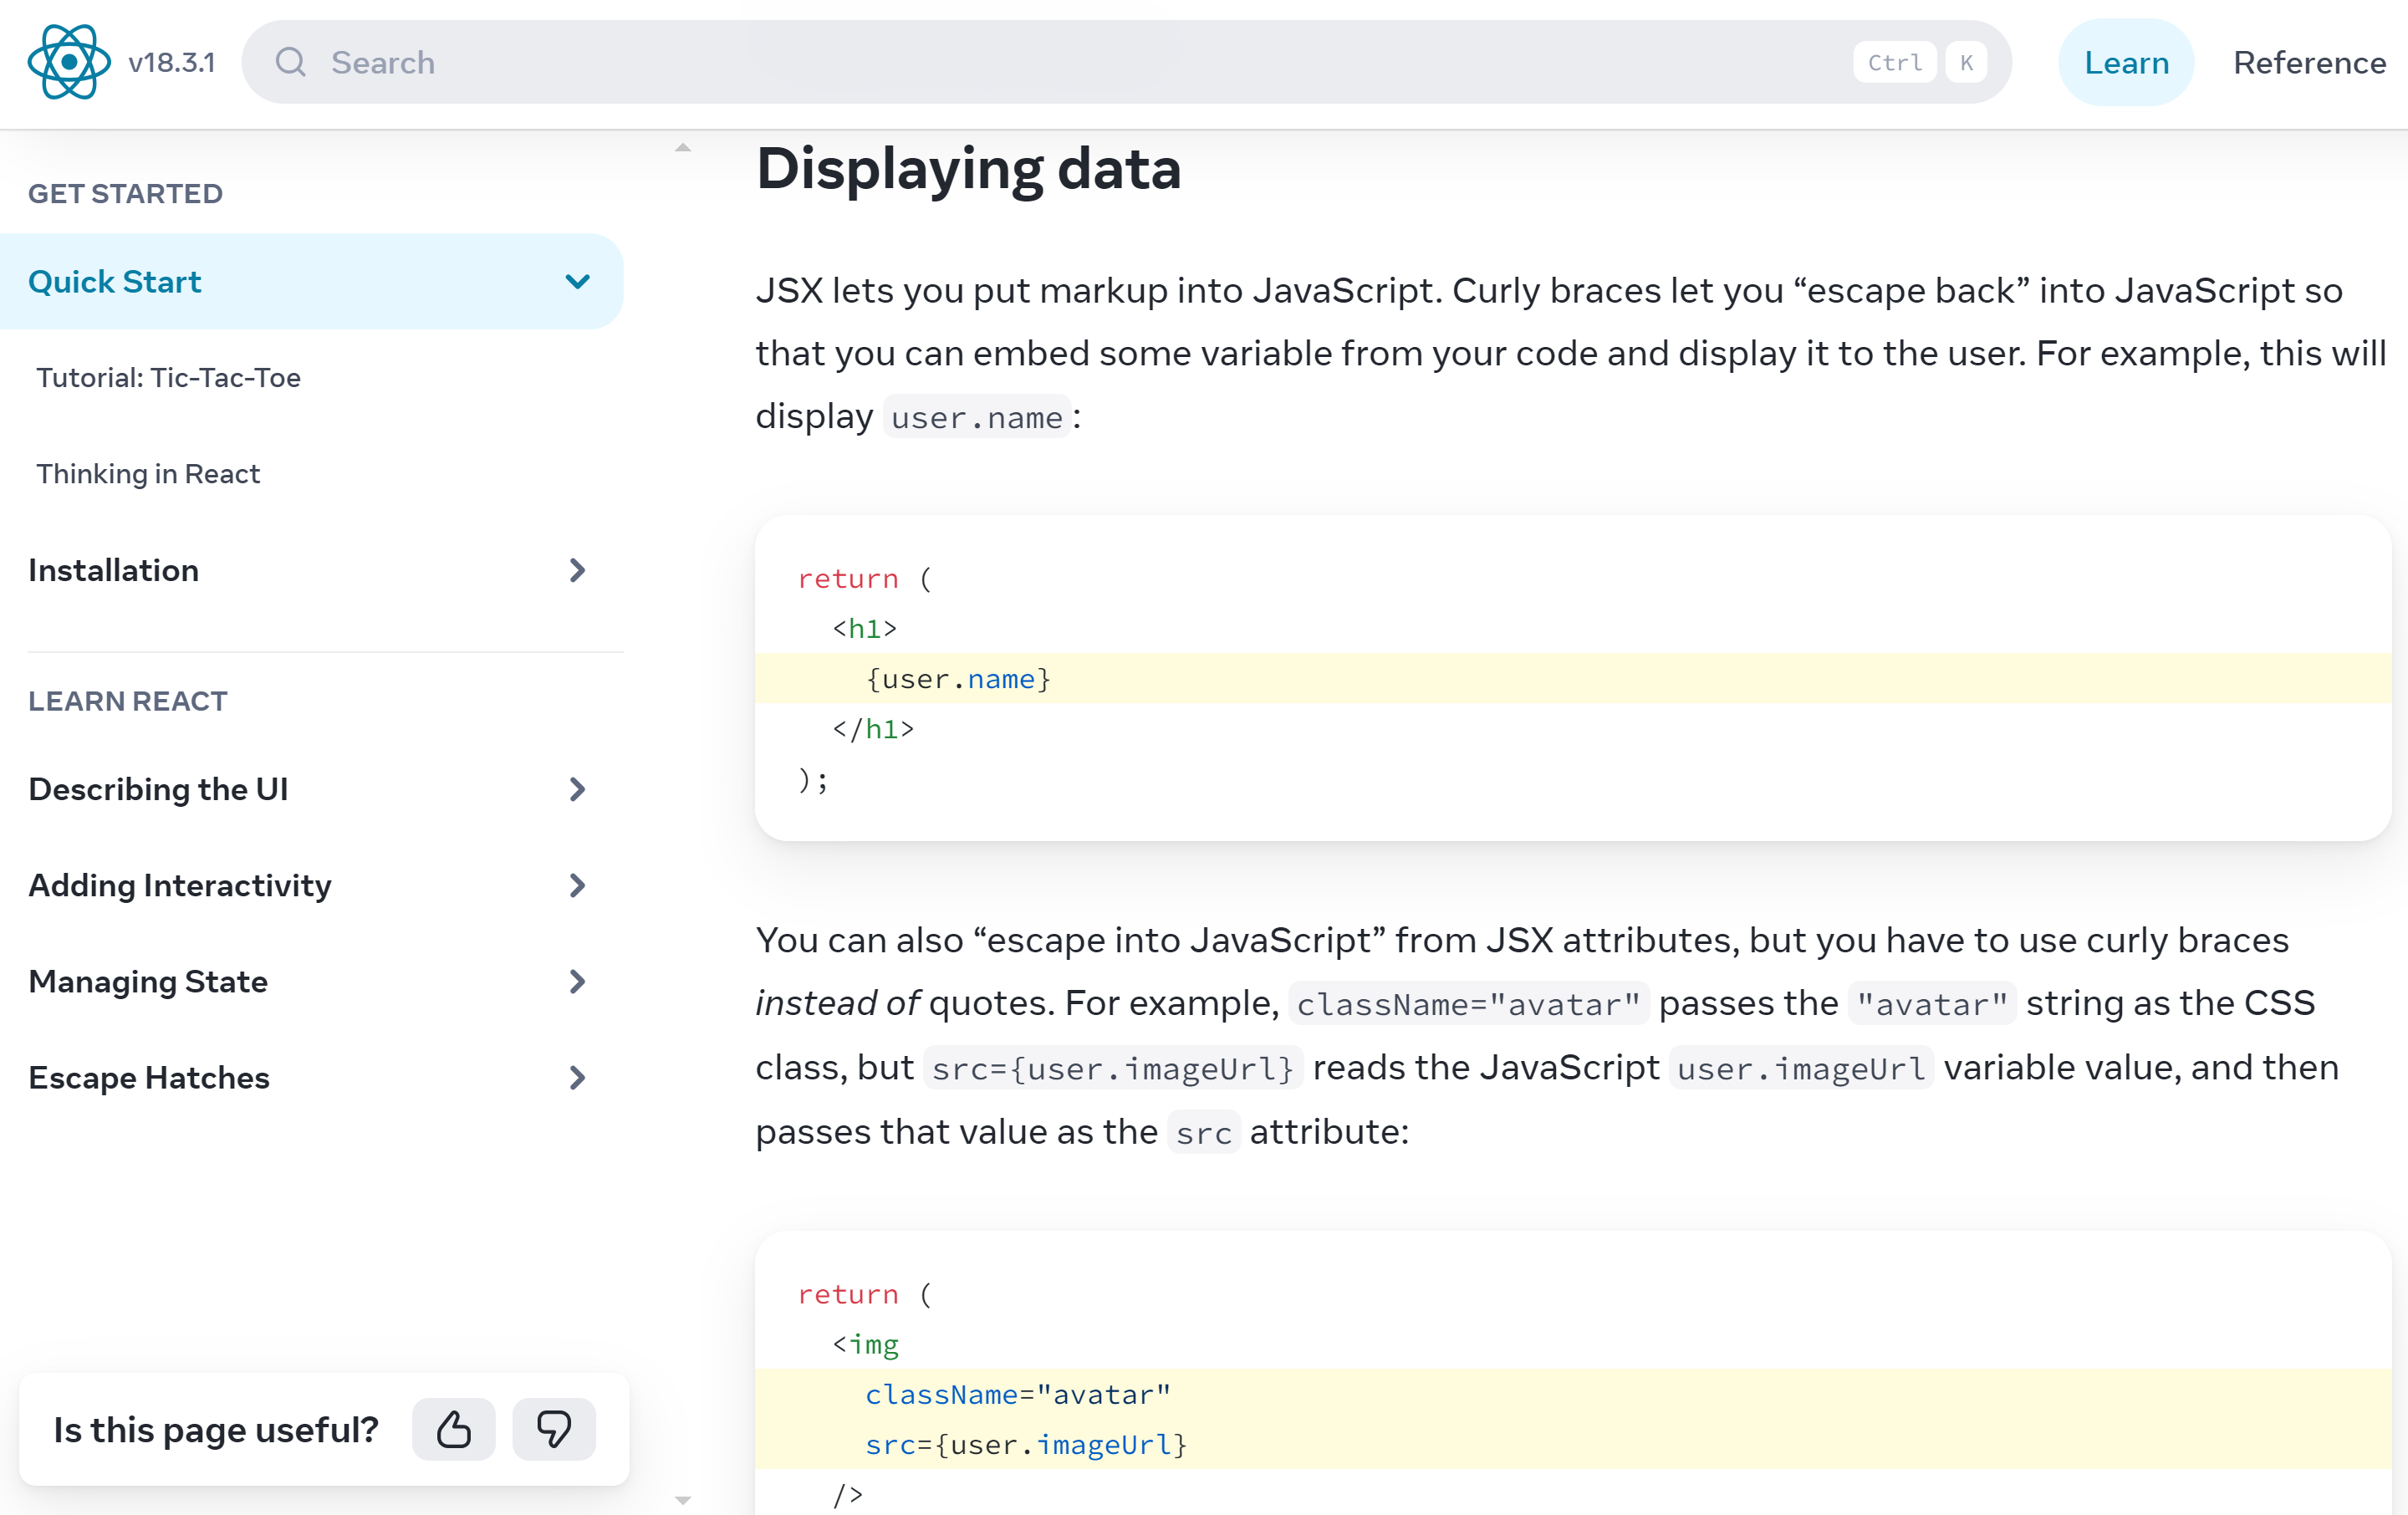 v18.3.1
Search
Ctrl K
Learn
Reference
GET STARTED
Quick Start
Tutorial: Tic-Tac-Toe
Thinking in React
Installation
LEARN REACT
Describing the UI
Adding Interactivity
Managing State
Escape Hatches
Is this page useful?
Displaying data
JSX lets you put markup into JavaScript. Curly braces let you “escape back” into JavaScript so
that you can embed some variable from your code and display it to the user. For example, this will
display user.name:
return (
  <h1>
    {user.name}
  </h1>
);
You can also “escape into JavaScript” from JSX attributes, but you have to use curly braces
instead of quotes. For example, className="avatar" passes the "avatar" string as the CSS
class, but src={user.imageUrl} reads the JavaScript user.imageUrl variable value, and then
passes that value as the src attribute:
return (
  <img
    className="avatar"
    src={user.imageUrl}
  />